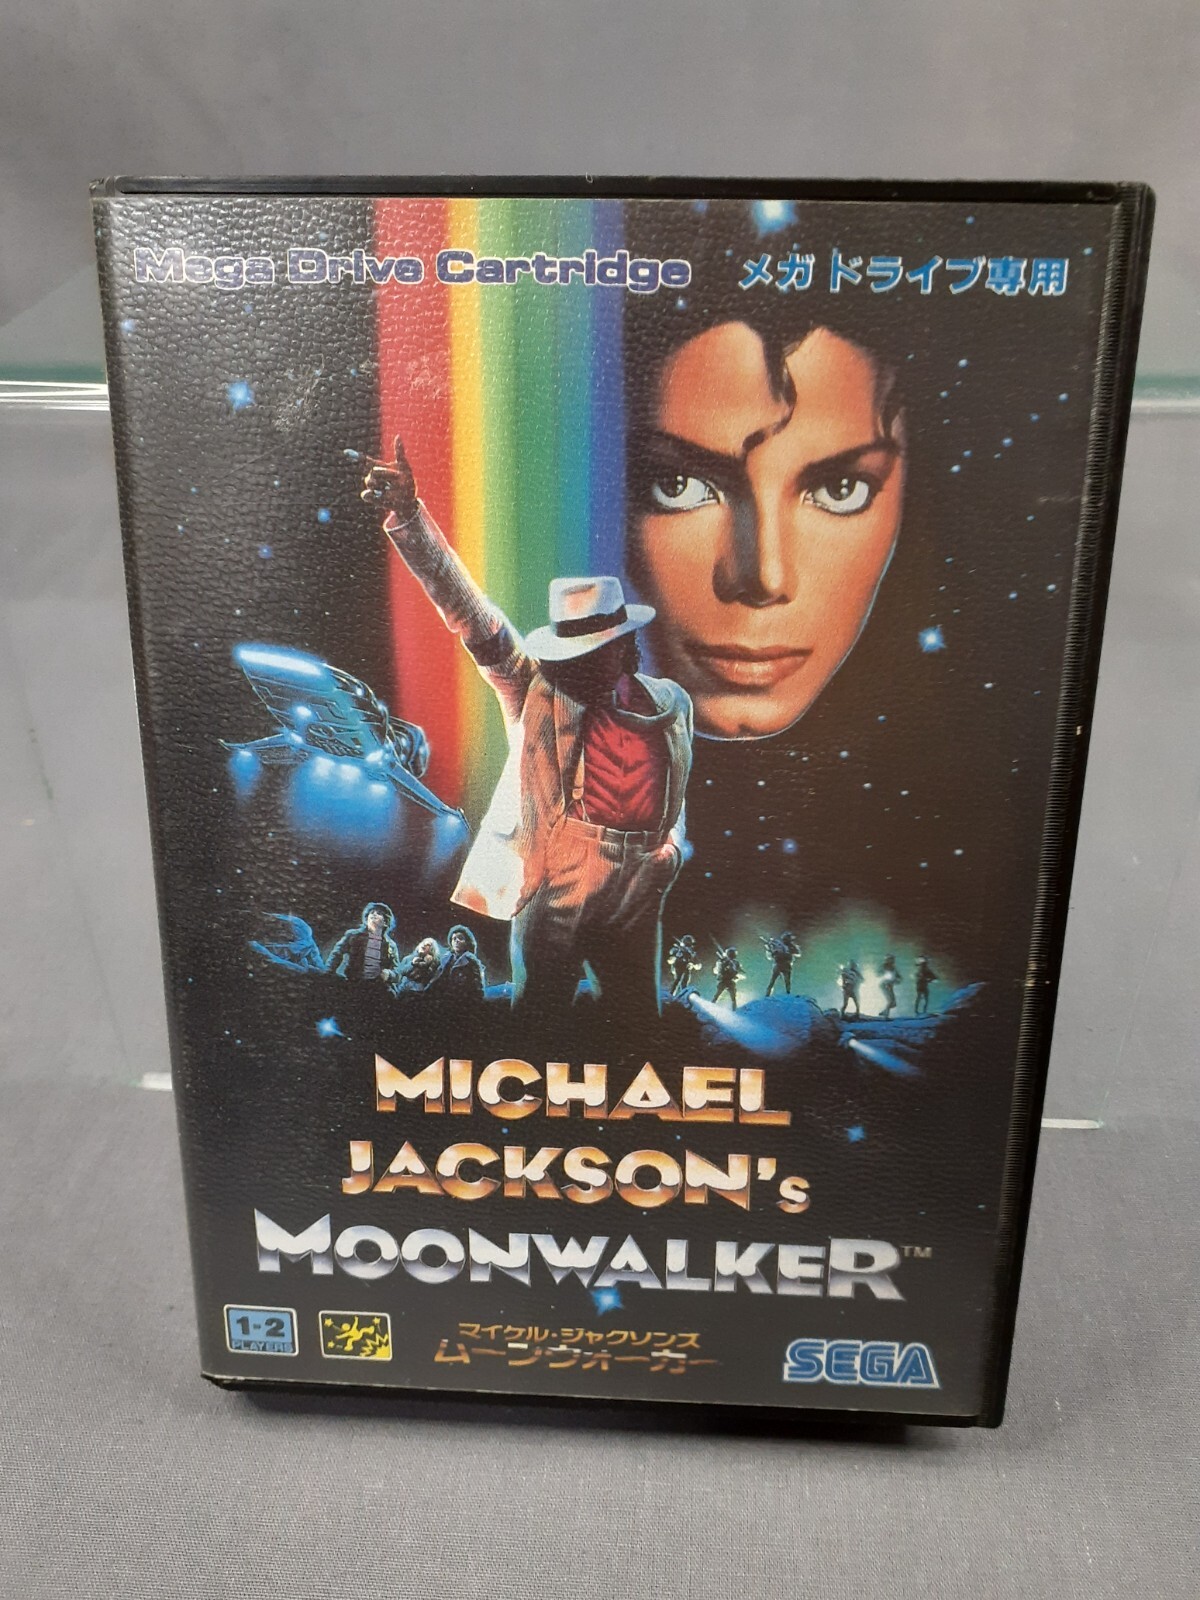 Mega Drive Cartridge メガドライブ専用
MICHAEL
JACKSON's
MOONWALKER™
1-2
PLAYERS
マイケル・ジャクソンズ
ムーンウォーカー
SEGA